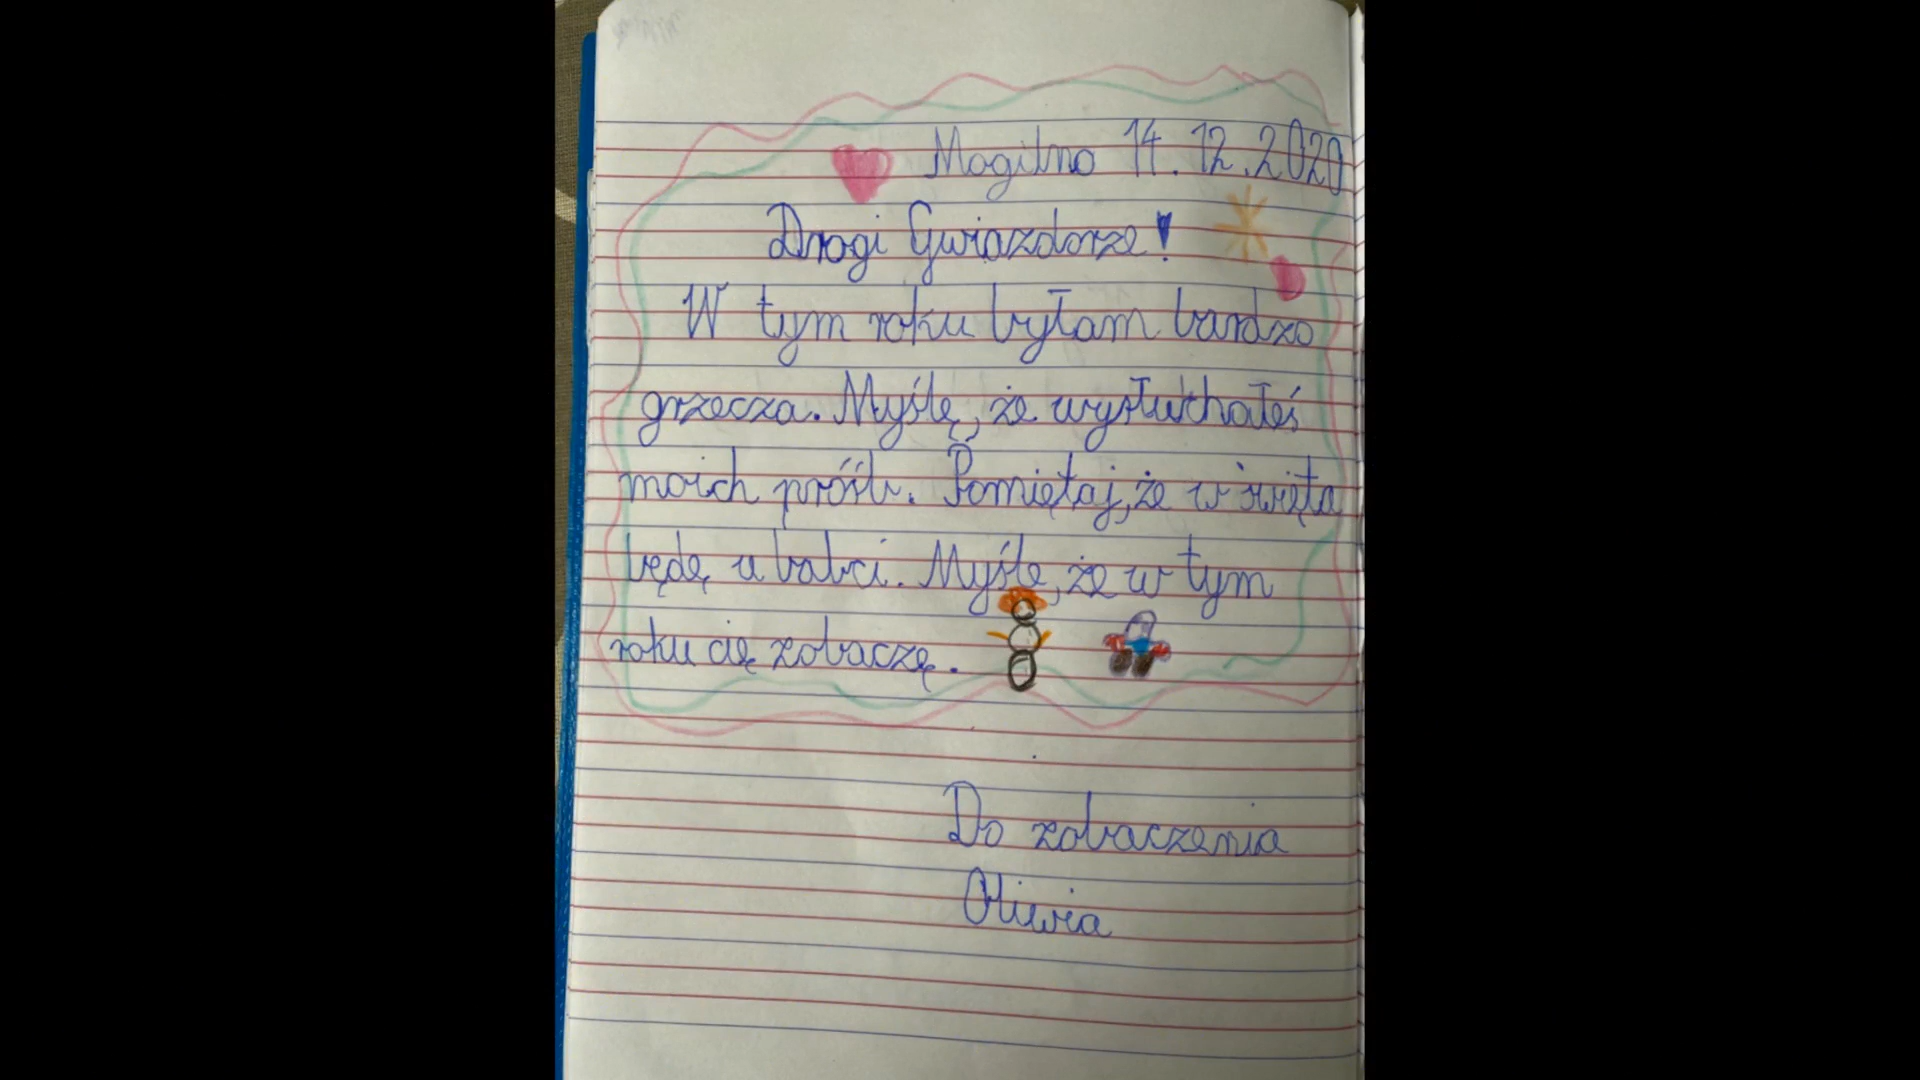 Mogilno 14.12.2020
Drogi Gwiazdorze!
W tym roku byłam bardzo
grzecza. Myślę, że wysłuchałeś
moich próśb. Pamiętaj, że w święta
będę u babci. Myślę, że w tym
roku cię zobaczę.
Do zobaczenia
Oliwia